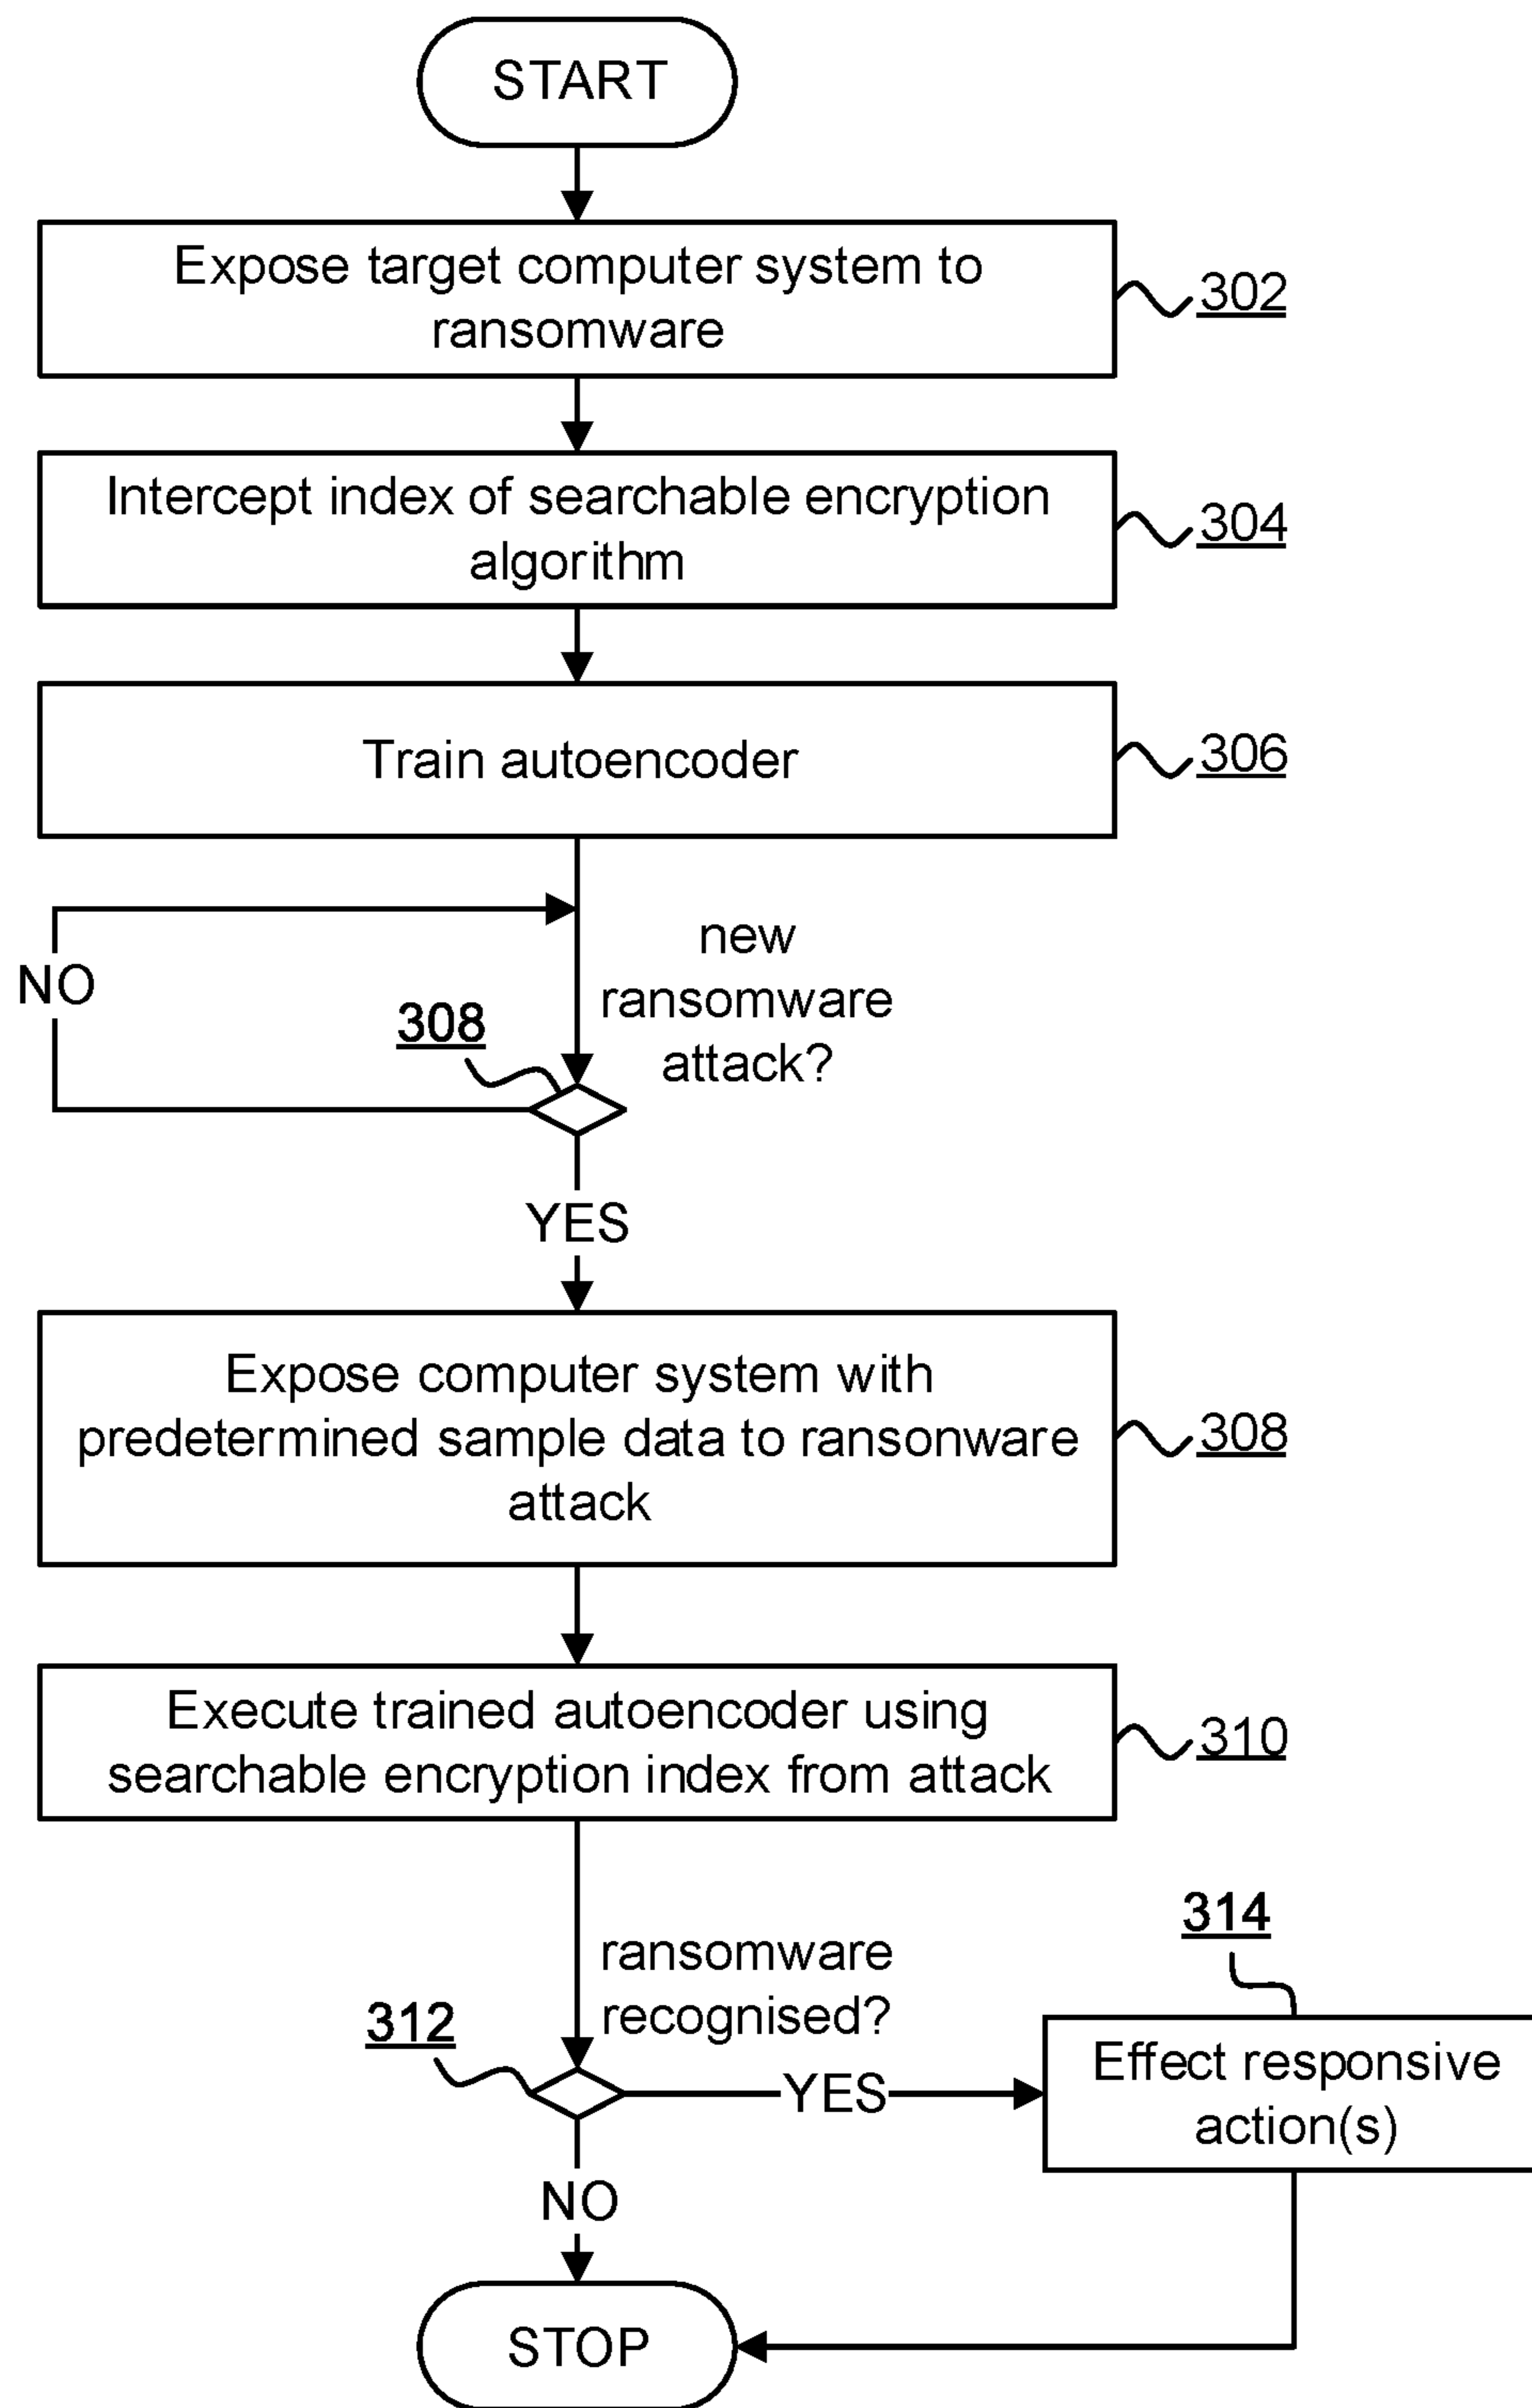 START
Expose target computer system to
ransomware
302
Intercept index of searchable encryption
algorithm
304
Train autoencoder
306
new
ransomware
attack?
NO
308
YES
Expose computer system with
predetermined sample data to ransonware
attack
308
Execute trained autoencoder using
searchable encryption index from attack
310
ransomware
recognised?
312
YES
314
Effect responsive
action(s)
NO
STOP